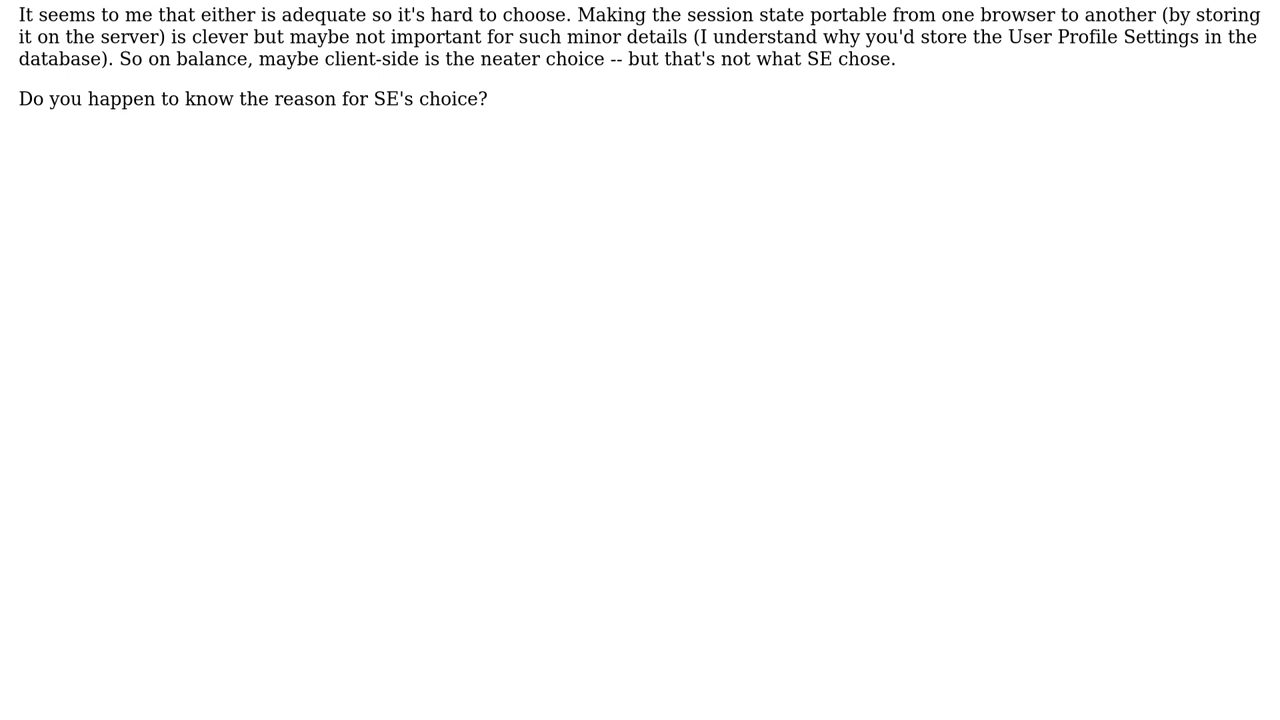 It seems to me that either is adequate so it's hard to choose. Making the session state portable from one browser to another (by storing
it on the server) is clever but maybe not important for such minor details (I understand why you'd store the User Profile Settings in the
database). So on balance, maybe client-side is the neater choice -- but that's not what SE chose.
Do you happen to know the reason for SE's choice?